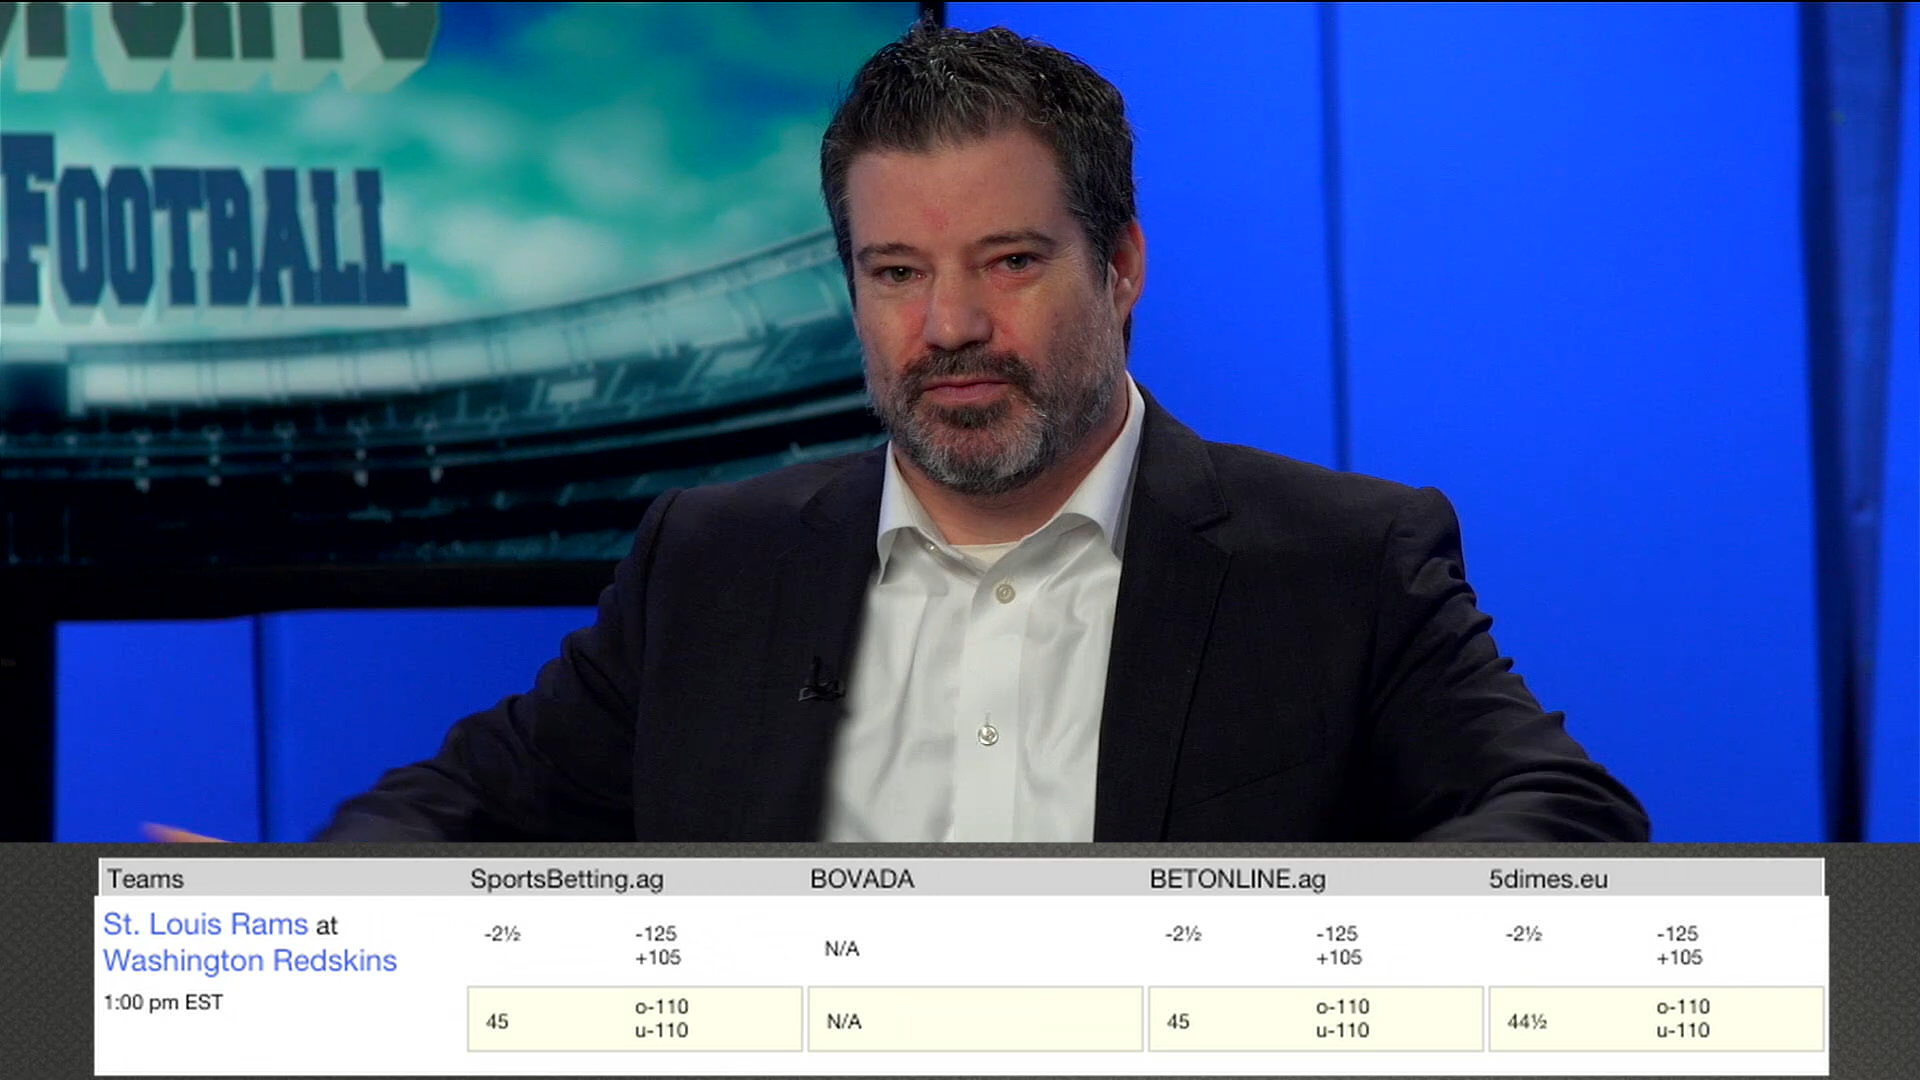 FOOTBALL
Teams SportsBetting.ag BOVADA BETONLINE.ag 5dimes.eu
St. Louis Rams at
Washington Redskins
1:00 pm EST
-2½ -125 +105 N/A -2½ -125 +105 -2½ -125 +105
45 o-110 u-110 N/A 45 o-110 u-110 44½ o-110 u-110